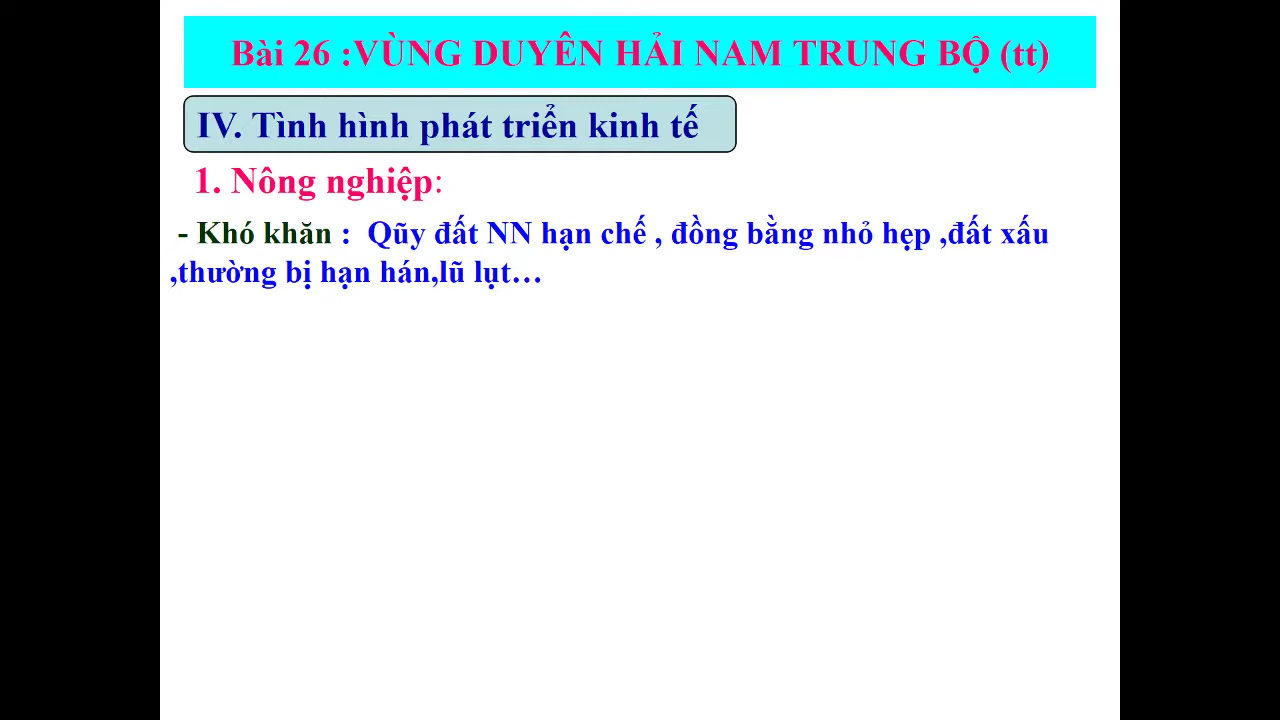 Bài 26 :VÙNG DUYÊN HẢI NAM TRUNG BỘ (tt)
IV. Tình hình phát triển kinh tế
1. Nông nghiệp:
- Khó khăn : Qũy đất NN hạn chế , đồng bằng nhỏ hẹp ,đất xấu
,thường bị hạn hán,lũ lụt…